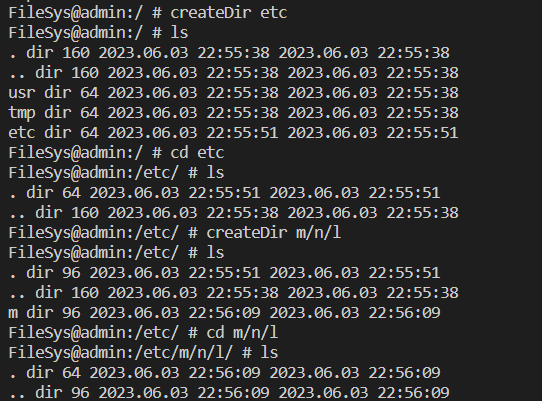 FileSys@admin:/ # createDir etc
FileSys@admin:/ # ls
. dir 160 2023.06.03 22:55:38 2023.06.03 22:55:38
.. dir 160 2023.06.03 22:55:38 2023.06.03 22:55:38
usr dir 64 2023.06.03 22:55:38 2023.06.03 22:55:38
tmp dir 64 2023.06.03 22:55:38 2023.06.03 22:55:38
etc dir 64 2023.06.03 22:55:51 2023.06.03 22:55:51
FileSys@admin:/ # cd etc
FileSys@admin:/etc/ # ls
. dir 64 2023.06.03 22:55:51 2023.06.03 22:55:51
.. dir 160 2023.06.03 22:55:38 2023.06.03 22:55:38
FileSys@admin:/etc/ # createDir m/n/l
FileSys@admin:/etc/ # ls
. dir 96 2023.06.03 22:55:51 2023.06.03 22:55:51
.. dir 160 2023.06.03 22:55:38 2023.06.03 22:55:38
m dir 96 2023.06.03 22:56:09 2023.06.03 22:56:09
FileSys@admin:/etc/ # cd m/n/l
FileSys@admin:/etc/m/n/l/ # ls
. dir 64 2023.06.03 22:56:09 2023.06.03 22:56:09
.. dir 96 2023.06.03 22:56:09 2023.06.03 22:56:09